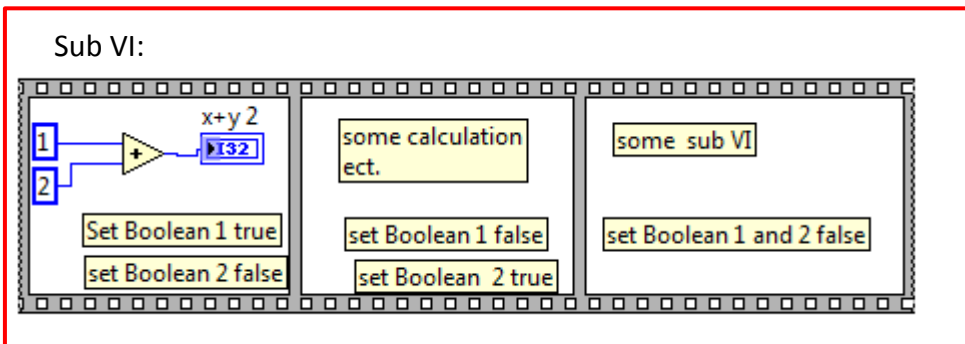 Sub VI:
x+y 2
1
+
I32
2
Set Boolean 1 true
set Boolean 2 false
some calculation
ect.
set Boolean 1 false
set Boolean  2 true
some  sub VI
set Boolean 1 and 2 false